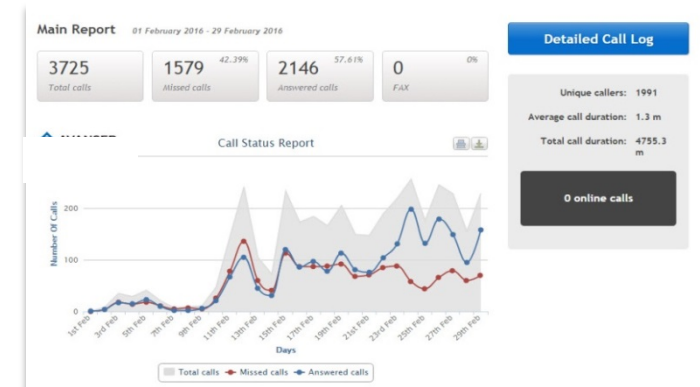 Main Report 01 February 2016 - 29 February 2016
3725
Total calls
1579 42.39%
Missed calls
2146 57.61%
Answered calls
0 0%
FAX
Detailed Call Log
Unique callers: 1991
Average call duration: 1.3 m
Total call duration: 4755.3
m
0 online calls
Call Status Report
Number Of Calls
200
100
0
1st Feb
3rd Feb
5th Feb
7th Feb
9th Feb
11th Feb
13th Feb
15th Feb
17th Feb
19th Feb
21st Feb
23rd Feb
25th Feb
27th Feb
29th Feb
Days
Total calls Missed calls Answered calls